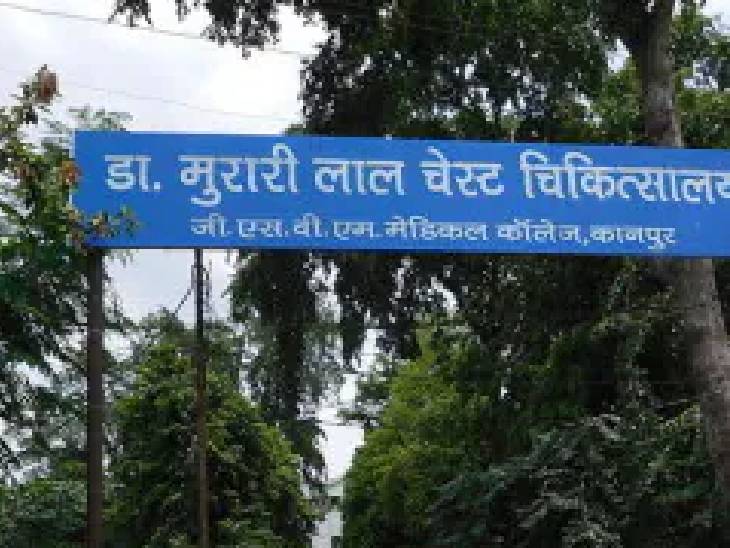 डा. मुरारी लाल चेस्ट चिकित्सालय
जी.एस.वी.एम.मेडिकल कॉलेज,कानपुर